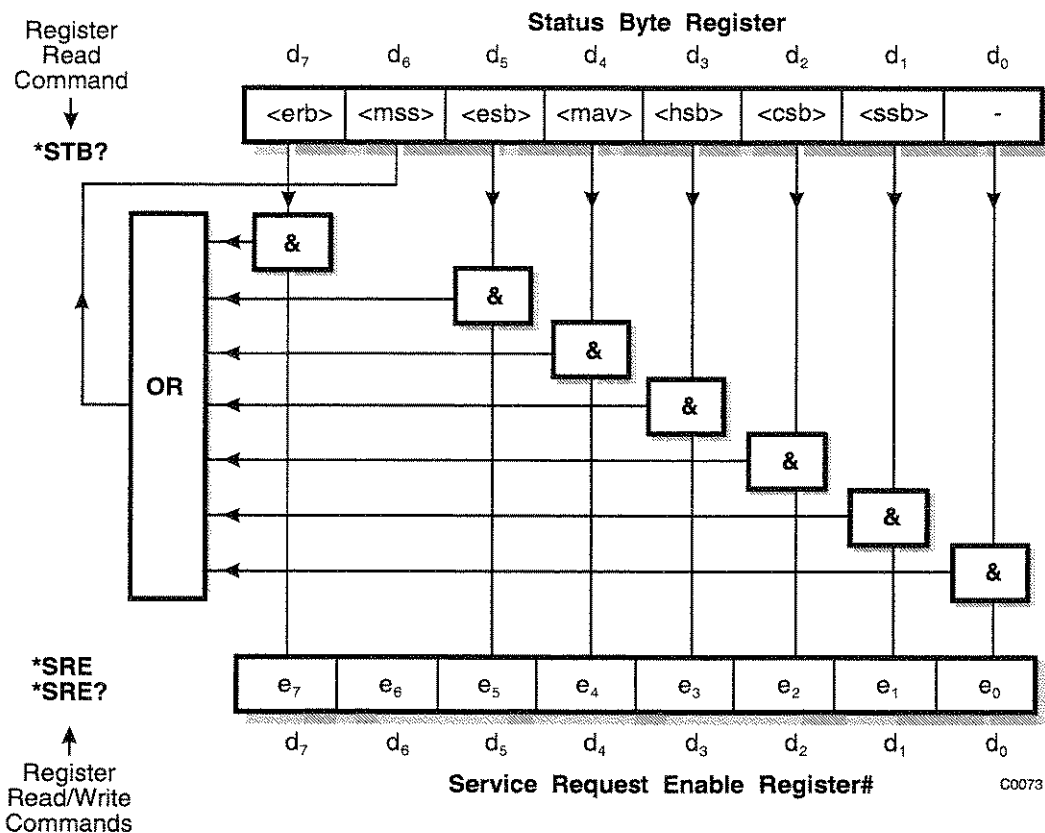 Status Byte Register
Register
Read
Command
*STB?
d₇ d₆ d₅ d₄ d₃ d₂ d₁ d₀
<erb> <mss> <esb> <mav> <hsb> <csb> <ssb> -
&
&
&
&
&
&
&
OR
*SRE
*SRE?
e₇ e₆ e₅ e₄ e₃ e₂ e₁ e₀
d₇ d₆ d₅ d₄ d₃ d₂ d₁ d₀
Register
Read/Write
Commands
Service Request Enable Register#
C0073